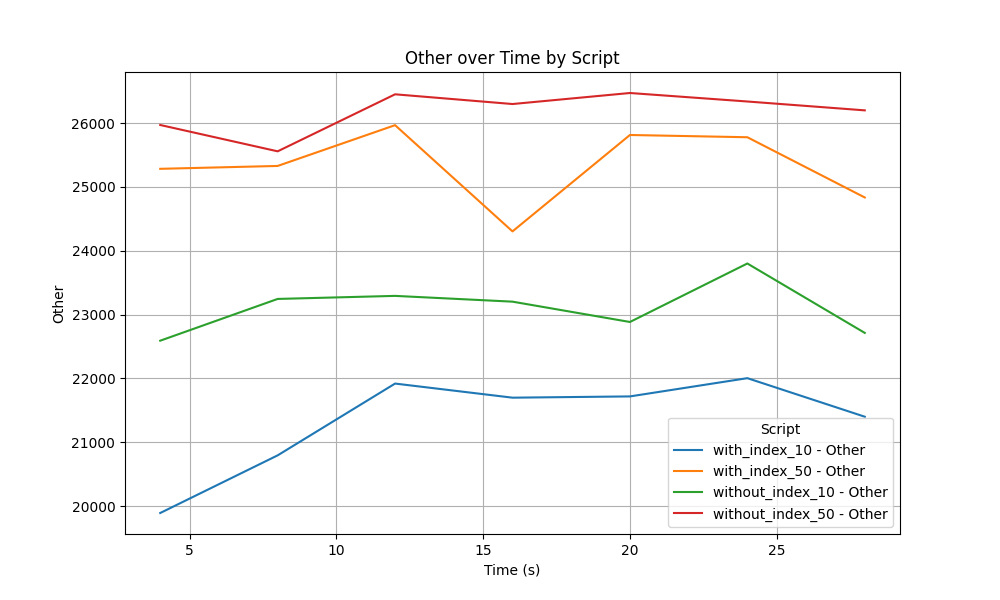 Other over Time by Script
Other
26000
25000
24000
23000
22000
21000
20000
5
10
15
20
25
Time (s)
Script
with_index_10 - Other
with_index_50 - Other
without_index_10 - Other
without_index_50 - Other